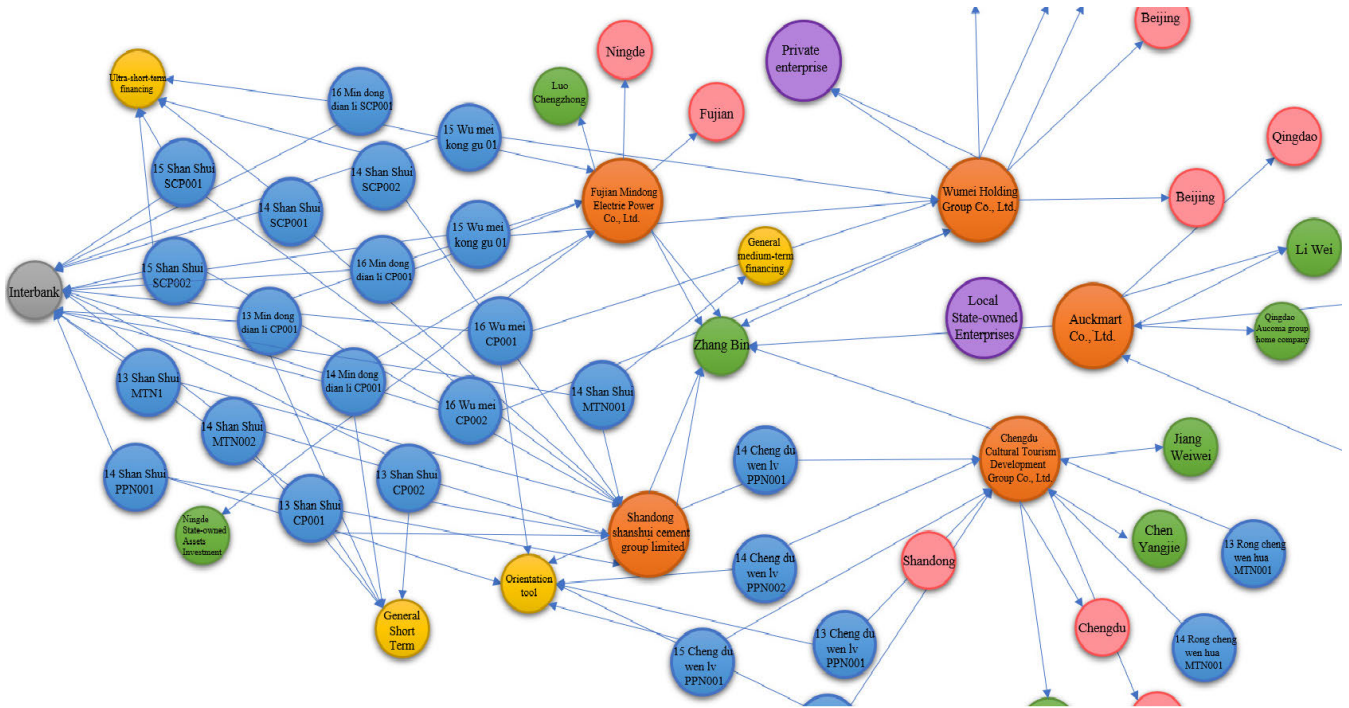 Beijing
Private
enterprise
Ningde
Ultra-short-term
financing
Luo
Chengzhong
16 Min dong
dian li SCP001
Fujian
15 Wu mei
kong gu 01
Qingdao
15 Shan Shui
SCP001
14 Shan Shui
SCP002
Fujian Mindong
Electric Power
Co., Ltd.
Wumei Holding
Group Co., Ltd.
Beijing
14 Shan Shui
SCP001
15 Wu mei
kong gu 01
General
medium-term
financing
Li Wei
15 Shan Shui
SCP002
16 Min dong
dian li CP001
Interbank
Local
State-owned
Enterprises
Auckmart
Co., Ltd.
Qingdao
Aucoma group
home company
13 Min dong
dian li CP001
16 Wu mei
CP001
Zhang Bin
13 Shan Shui
MTN1
14 Min dong
dian li CP001
16 Wu mei
CP002
14 Shan Shui
MTN001
14 Shan Shui
MTN002
14 Cheng du
wen lv
PPN001
Chengdu
Cultural Tourism
Development
Group Co., Ltd.
Jiang
Weiwei
14 Shan Shui
PPN001
13 Shan Shui
CP002
13 Shan Shui
CP001
Ningde
State-owned
Assets
Investment
Shandong
shanshui cement
group limited
Chen
Yangjie
13 Rong cheng
wen hua
MTN001
14 Cheng du
wen lv
PPN002
Shandong
Orientation
tool
General
Short
Term
Chengdu
14 Rong cheng
wen hua
MTN001
15 Cheng du
wen lv
PPN001
13 Cheng du
wen lv
PPN001